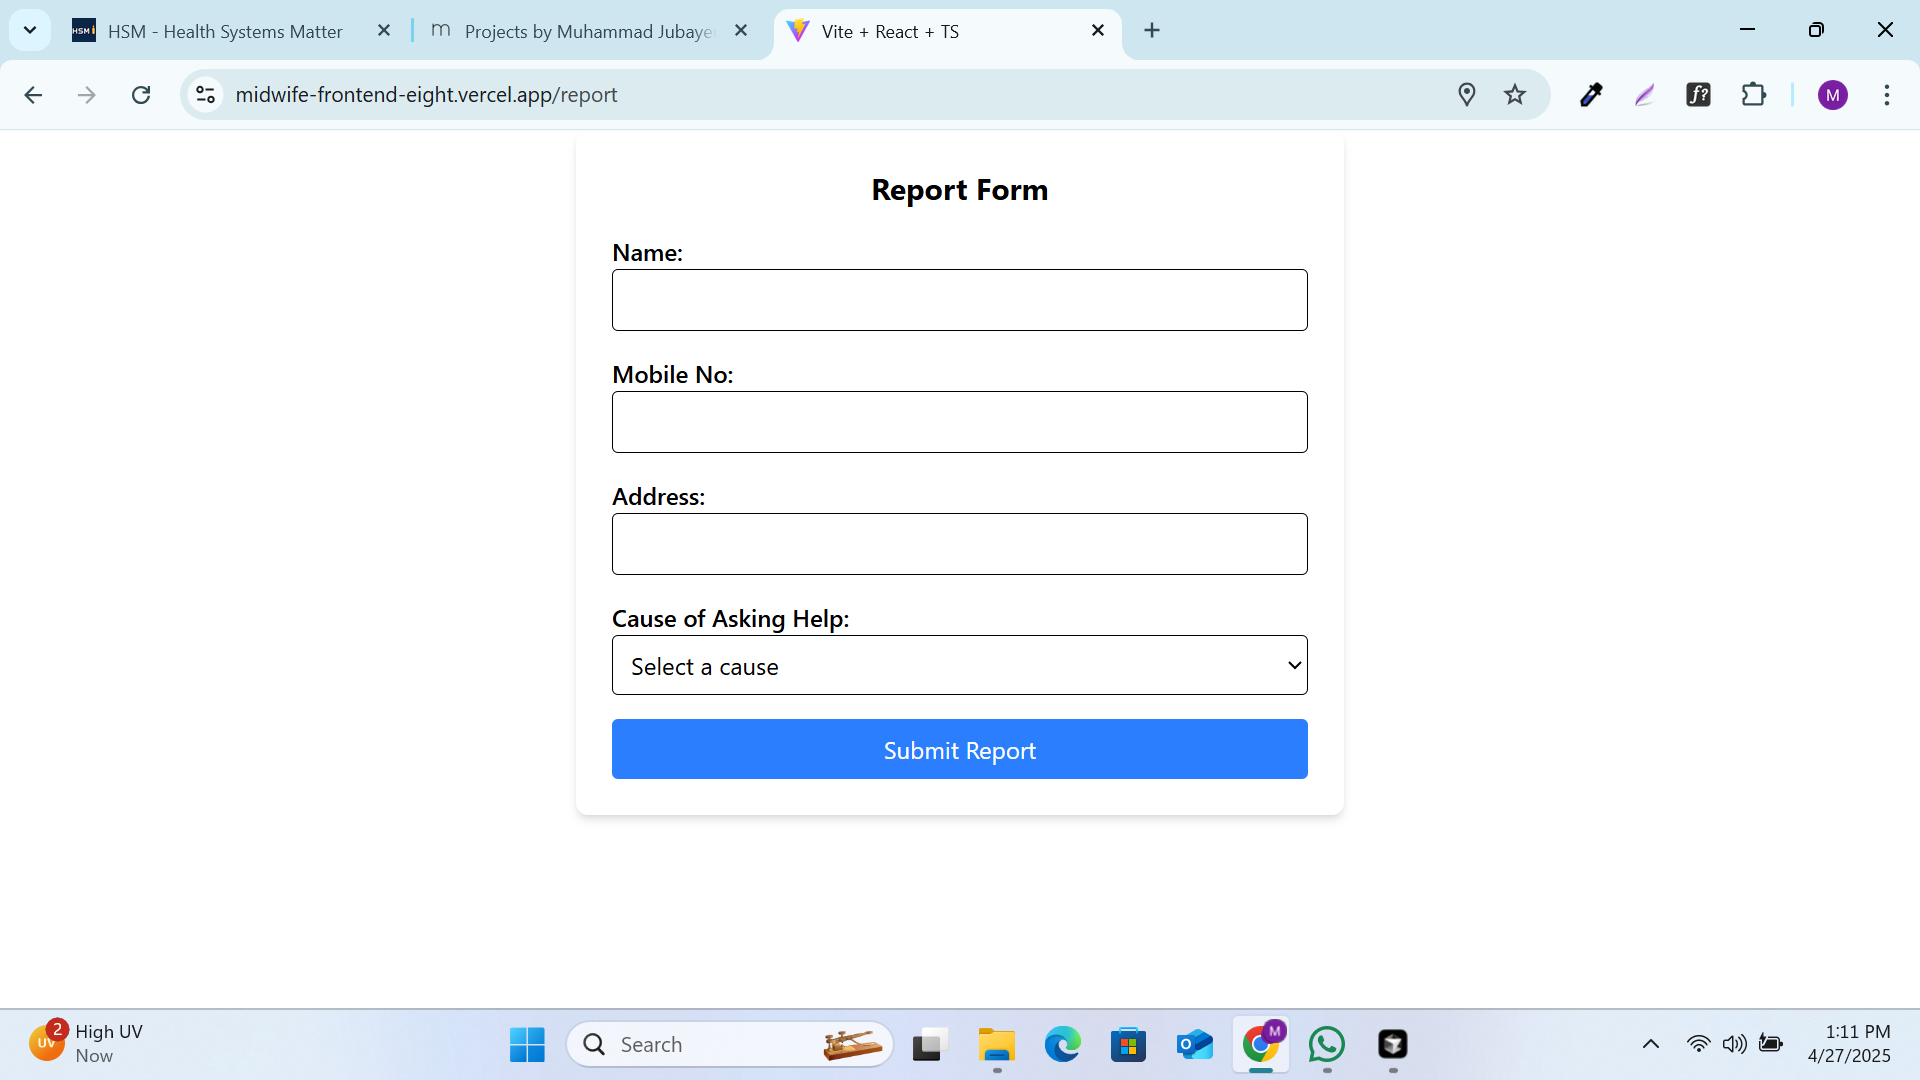 HSM - Health Systems Matter
m Projects by Muhammad Jubaye
Vite + React + TS
midwife-frontend-eight.vercel.app/report
f?
M
Report Form
Name:
Mobile No:
Address:
Cause of Asking Help:
Select a cause
Submit Report
UV
2
High UV
Now
Search
M
1:11 PM
4/27/2025